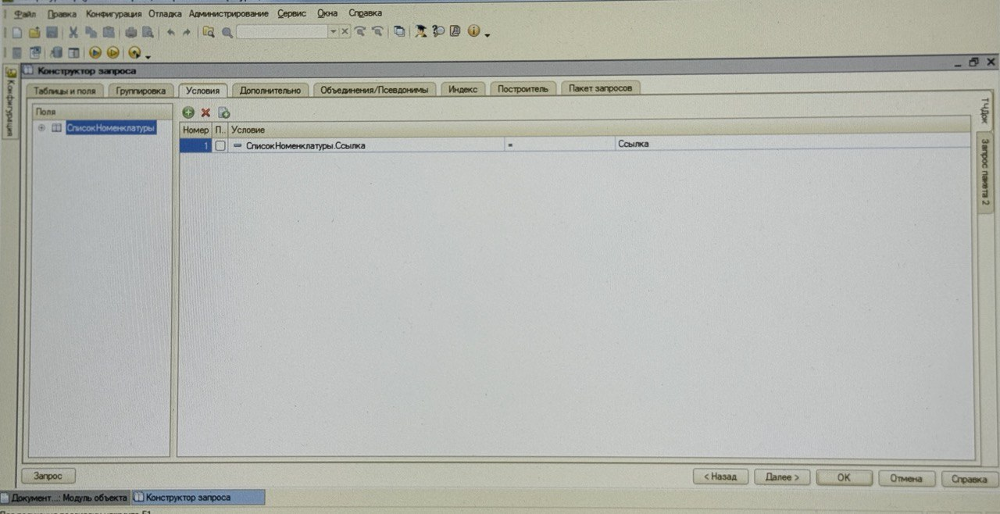 Файл Правка Конфигурация Отладка Администрирование Сервис Окна Справка
Конструктор запроса
Конфигурация
Таблицы и поля Группировка Условия Дополнительно Объединения/Псевдонимы Индекс Построитель Пакет запросов
Поля
СписокНоменклатуры
Номер П.. Условие
1 СписокНоменклатуры.Ссылка = Ссылка
ТЧДок
Запрос пакета 2
Запрос < Назад Далее > OK Отмена Справка
Документ...: Модуль объекта Конструктор запроса